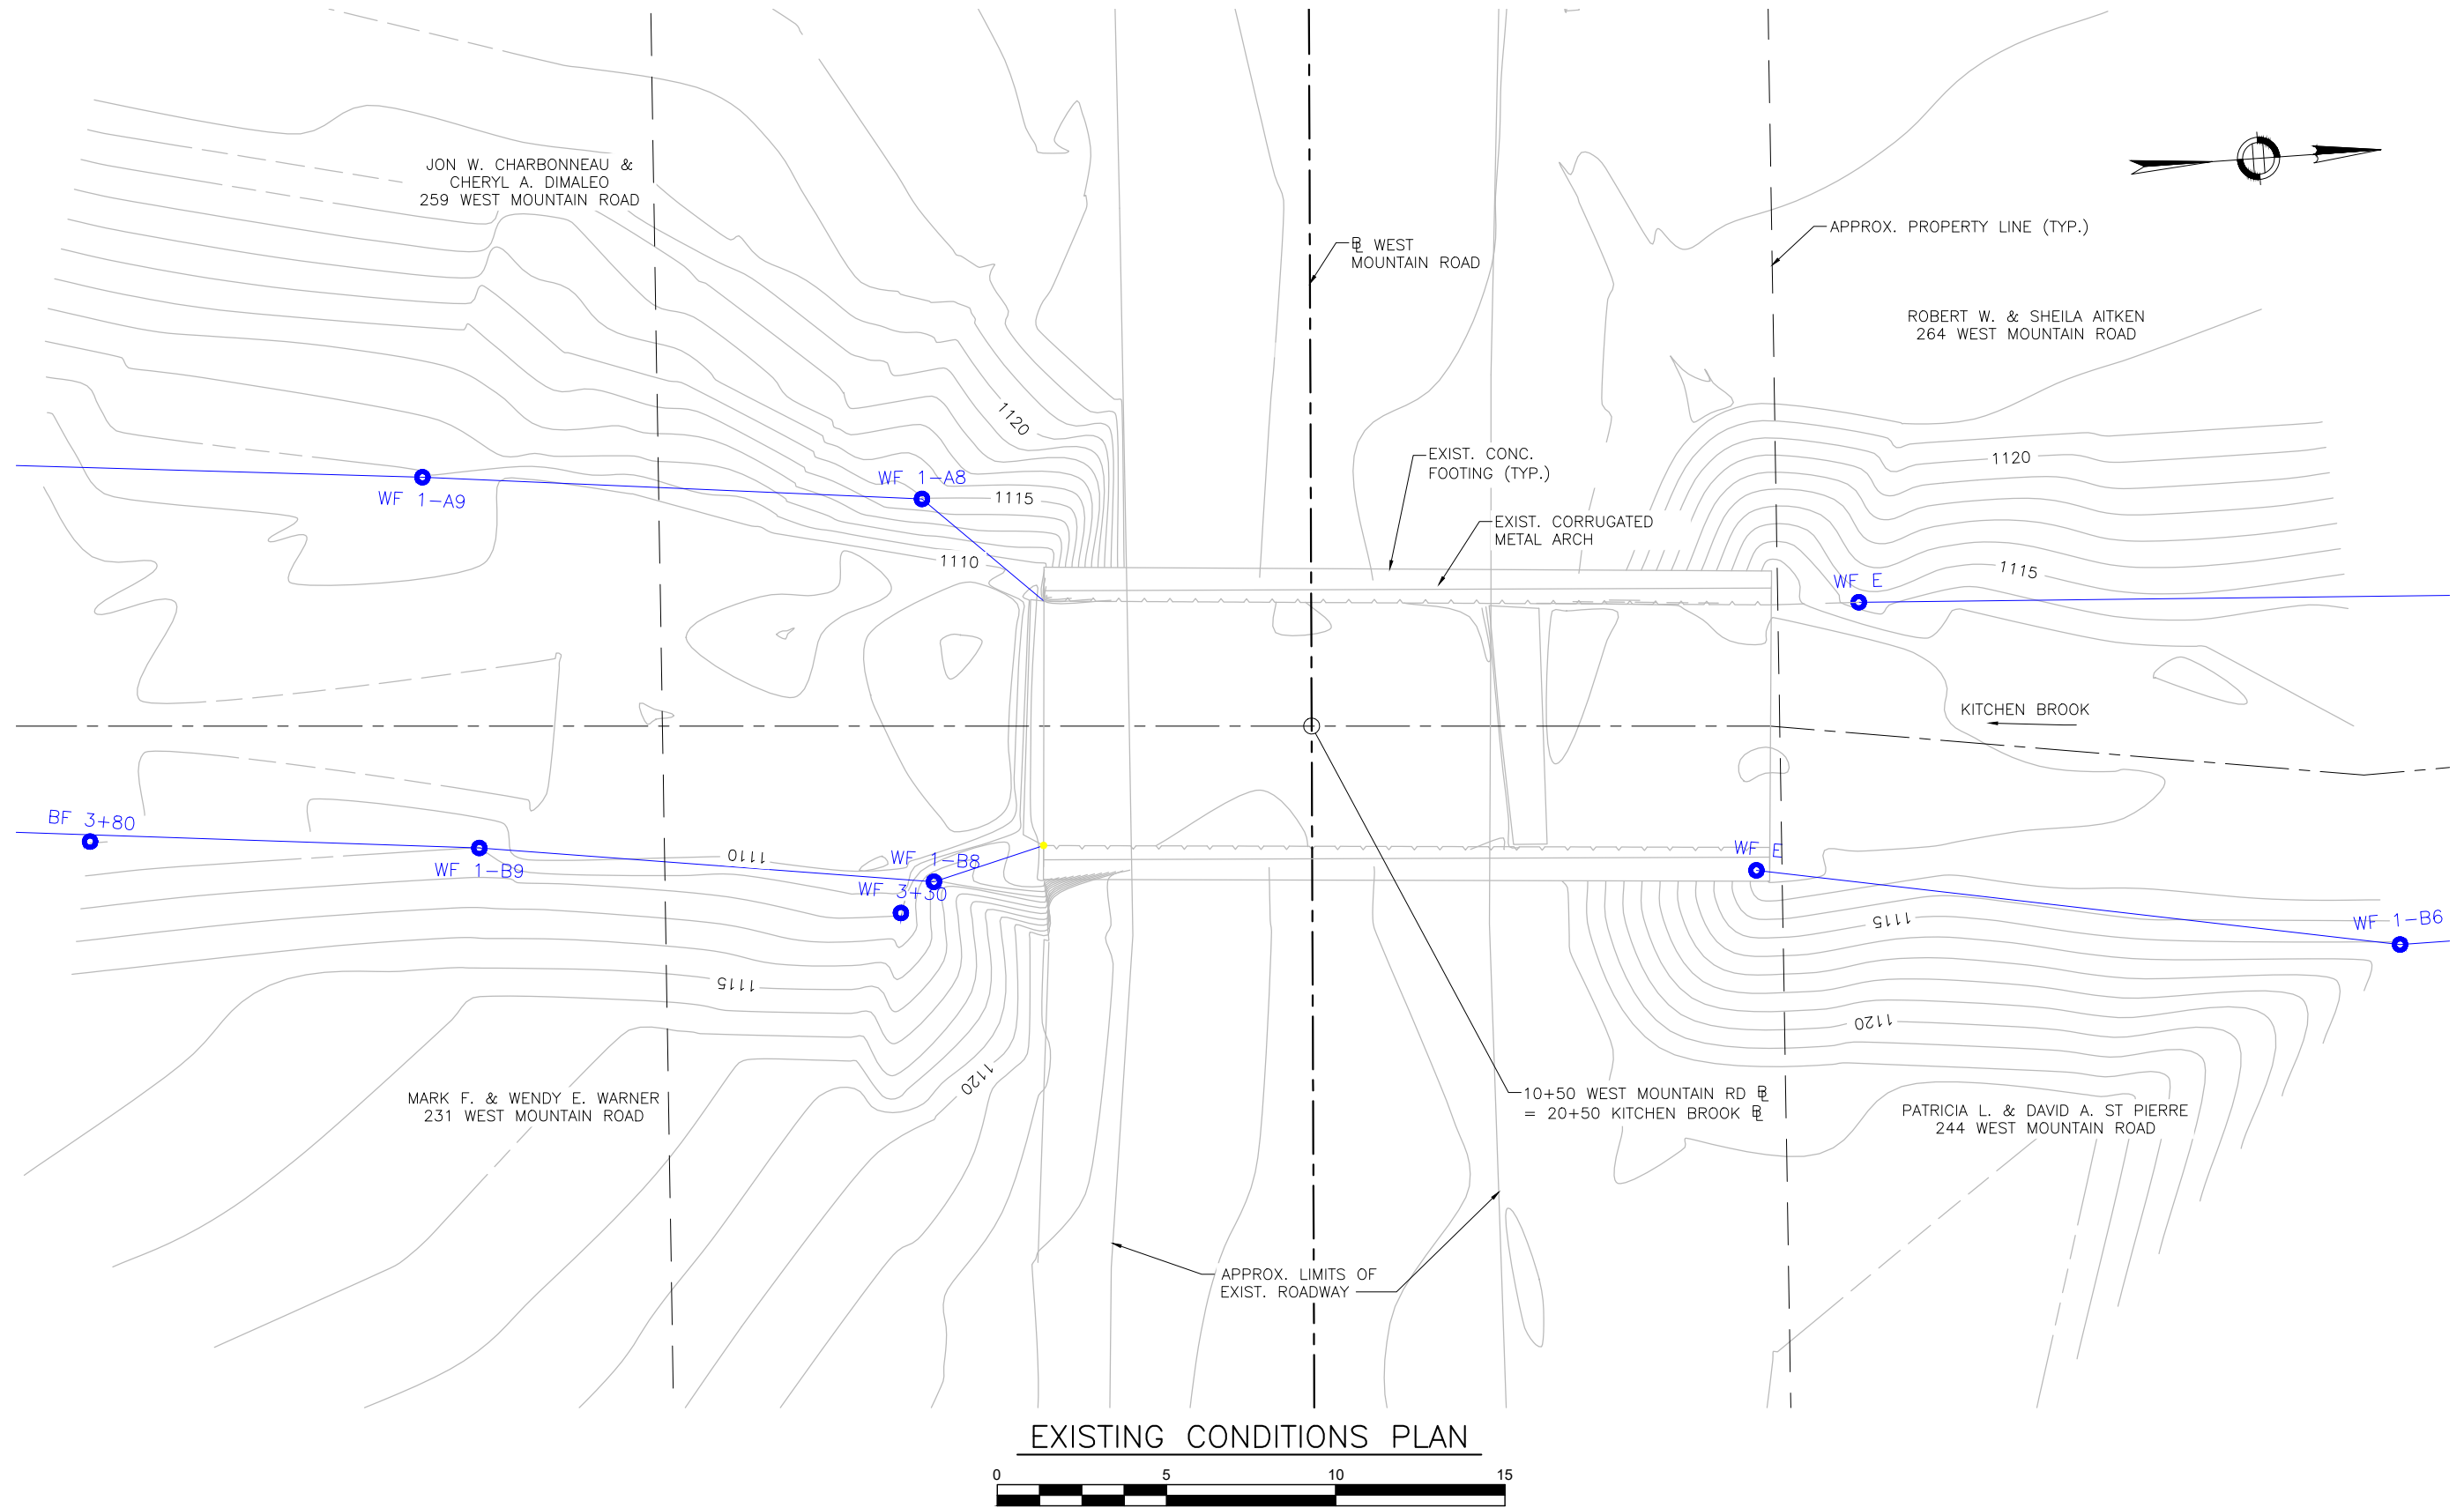 JON W. CHARBONNEAU &
CHERYL A. DIMALEO
259 WEST MOUNTAIN ROAD
APPROX. PROPERTY LINE (TYP.)
℄ WEST
MOUNTAIN ROAD
ROBERT W. & SHEILA AITKEN
264 WEST MOUNTAIN ROAD
1120
EXIST. CONC.
FOOTING (TYP.)
1120
WF 1-A8
WF 1-A9
1115
EXIST. CORRUGATED
METAL ARCH
1110
1115
WF E
KITCHEN BROOK
BF 3+80
1110
WF 1-B8
WF E
WF 1-B9
WF 3+30
1115
WF 1-B6
1115
1120
1120
MARK F. & WENDY E. WARNER
231 WEST MOUNTAIN ROAD
10+50 WEST MOUNTAIN RD ℄
= 20+50 KITCHEN BROOK ℄
PATRICIA L. & DAVID A. ST PIERRE
244 WEST MOUNTAIN ROAD
APPROX. LIMITS OF
EXIST. ROADWAY
EXISTING CONDITIONS PLAN
0 5 10 15